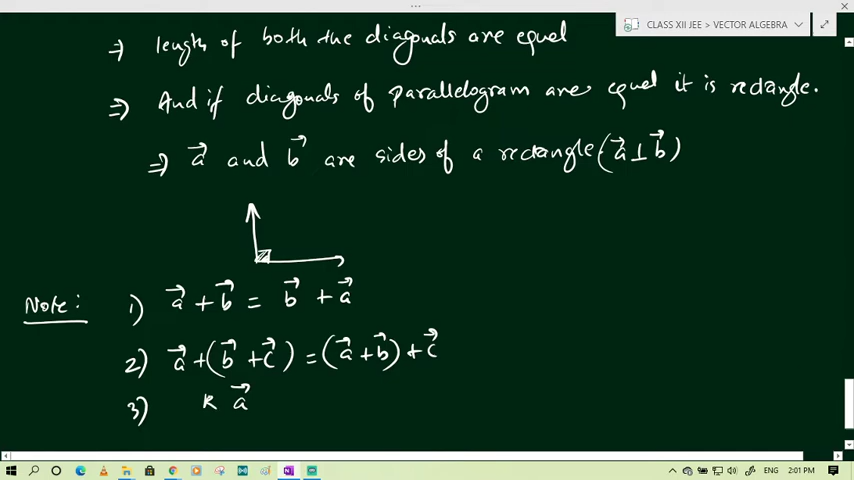 CLASS XII JEE > VECTOR ALGEBRA
⇒ length of both the diagonals are equal
⇒ And if diagonals of parallelogram are equal it is rectangle.
⇒ a⃗ and b⃗ are sides of a rectangle (a⃗ ⊥ b⃗)
Note: 1) a⃗ + b⃗ = b⃗ + a⃗
2) a⃗ + (b⃗ + c⃗) = (a⃗ + b⃗) + c⃗
3) K a⃗
ENG 2:01 PM